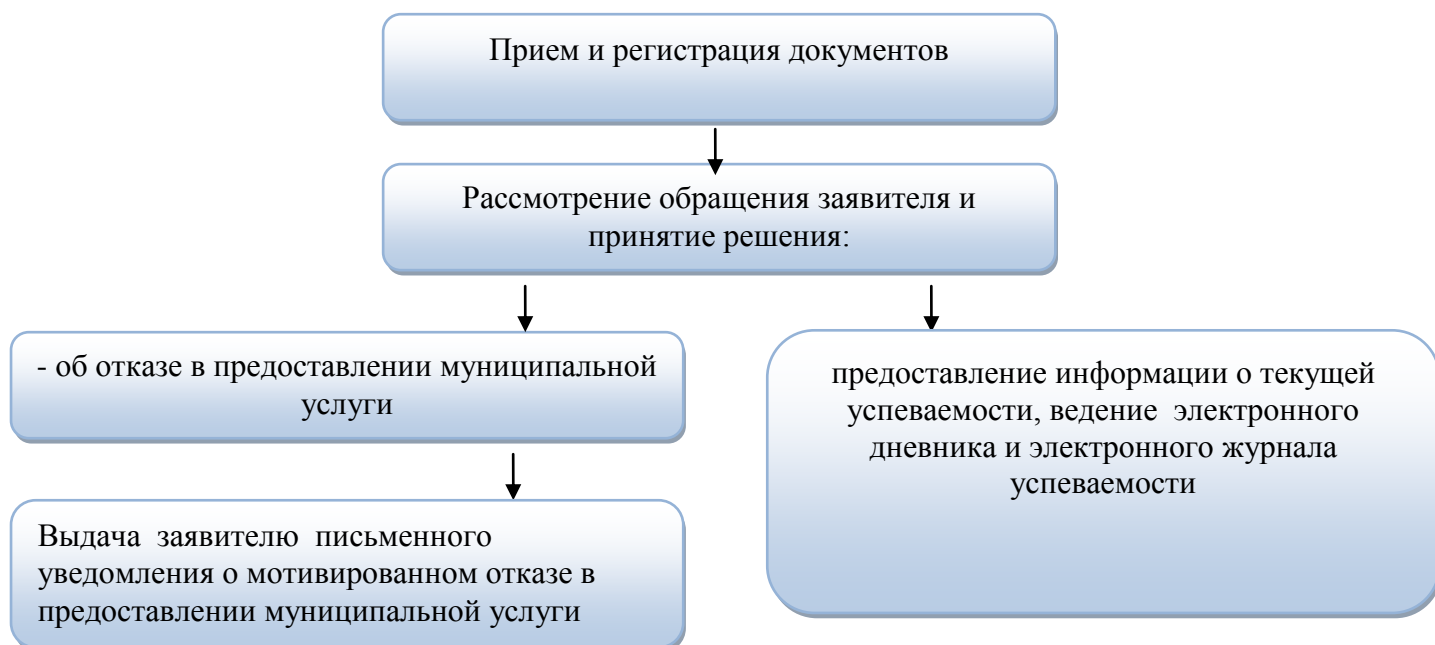 Прием и регистрация документов
Рассмотрение обращения заявителя и
принятие решения:
- об отказе в предоставлении муниципальной
услуги
Выдача заявителю письменного
уведомления о мотивированном отказе в
предоставлении муниципальной услуги
предоставление информации о текущей
успеваемости, ведение электронного
дневника и электронного журнала
успеваемости